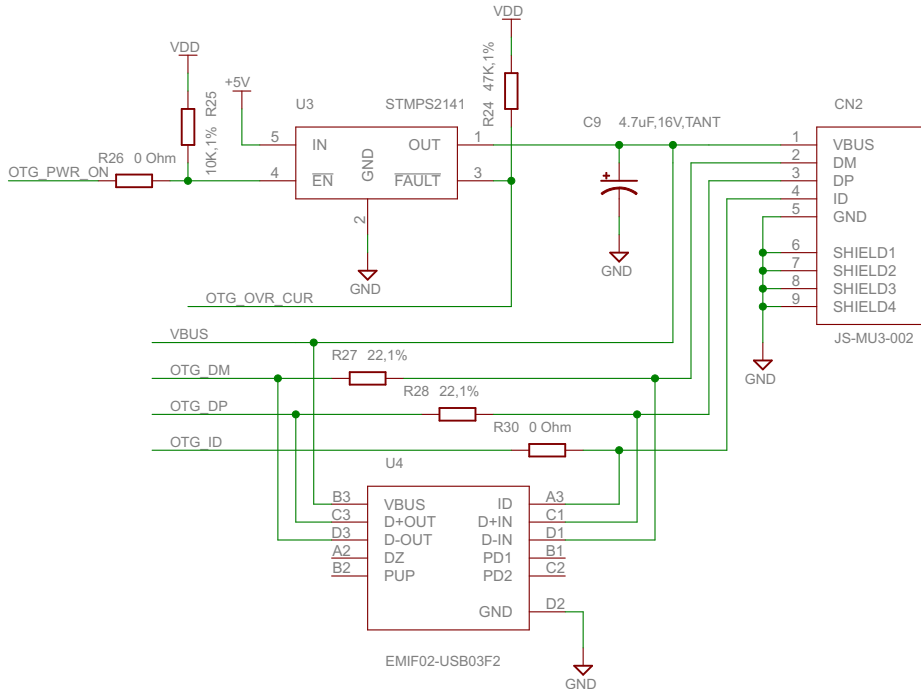 VDD
VDD
+5V
R25
10K,1%
R24
47K,1%
U3
STMPS2141
C9
4.7uF,16V,TANT
CN2
R26
0 Ohm
OTG_PWR_ON
5
IN
OUT
1
4
EN
GND
FAULT
3
2
GND
+
GND
1
VBUS
2
DM
3
DP
4
ID
5
GND
6
SHIELD1
7
SHIELD2
8
SHIELD3
9
SHIELD4
JS-MU3-002
GND
OTG_OVR_CUR
VBUS
R27
22,1%
OTG_DM
R28
22,1%
OTG_DP
R30
0 Ohm
OTG_ID
U4
B3
VBUS
ID
A3
C3
D+OUT
D+IN
C1
D3
D-OUT
D-IN
D1
A2
DZ
PD1
B1
B2
PUP
PD2
C2
GND
D2
EMIF02-USB03F2
GND